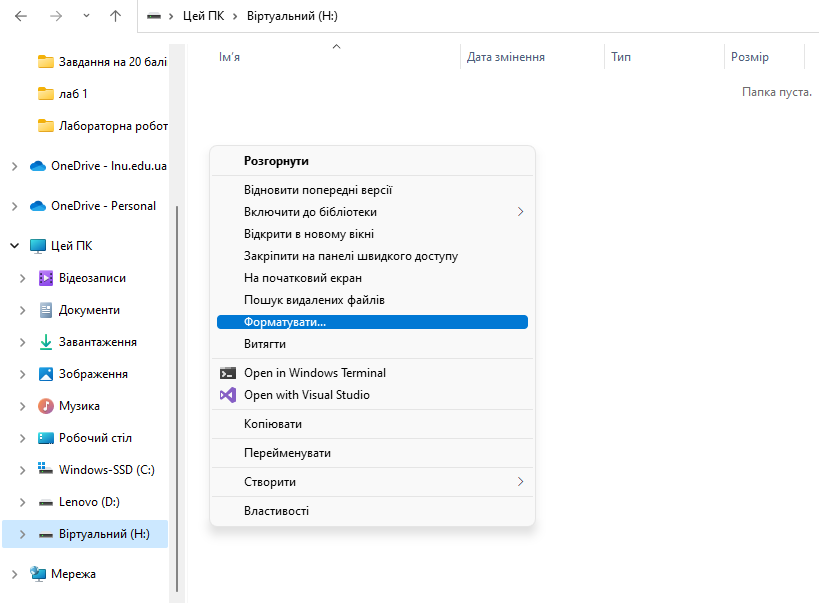 Цей ПК > Віртуальний (H:)
Ім'я
Дата змінення
Тип
Розмір
Папка пуста.
Завдання на 20 балі
лаб 1
Лабораторна робот
OneDrive - lnu.edu.ua
OneDrive - Personal
Цей ПК
Відеозаписи
Документи
Завантаження
Зображення
Музика
Робочий стіл
Windows-SSD (C:)
Lenovo (D:)
Віртуальний (H:)
Мережа
Розгорнути
Відновити попередні версії
Включити до бібліотеки
Відкрити в новому вікні
Закріпити на панелі швидкого доступу
На початковий екран
Пошук видалених файлів
Форматувати...
Витягти
Open in Windows Terminal
Open with Visual Studio
Копіювати
Перейменувати
Створити
Властивості